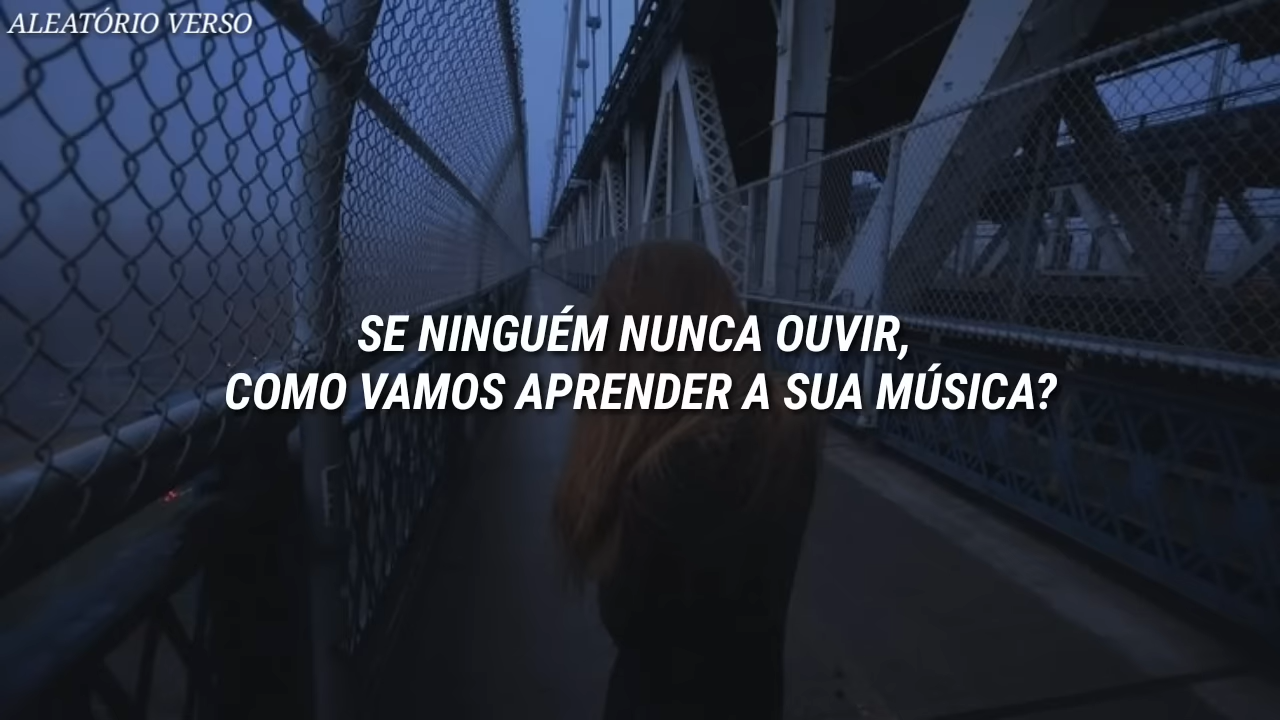 ALEATÓRIO VERSO
SE NINGUÉM NUNCA OUVIR,
COMO VAMOS APRENDER A SUA MÚSICA?